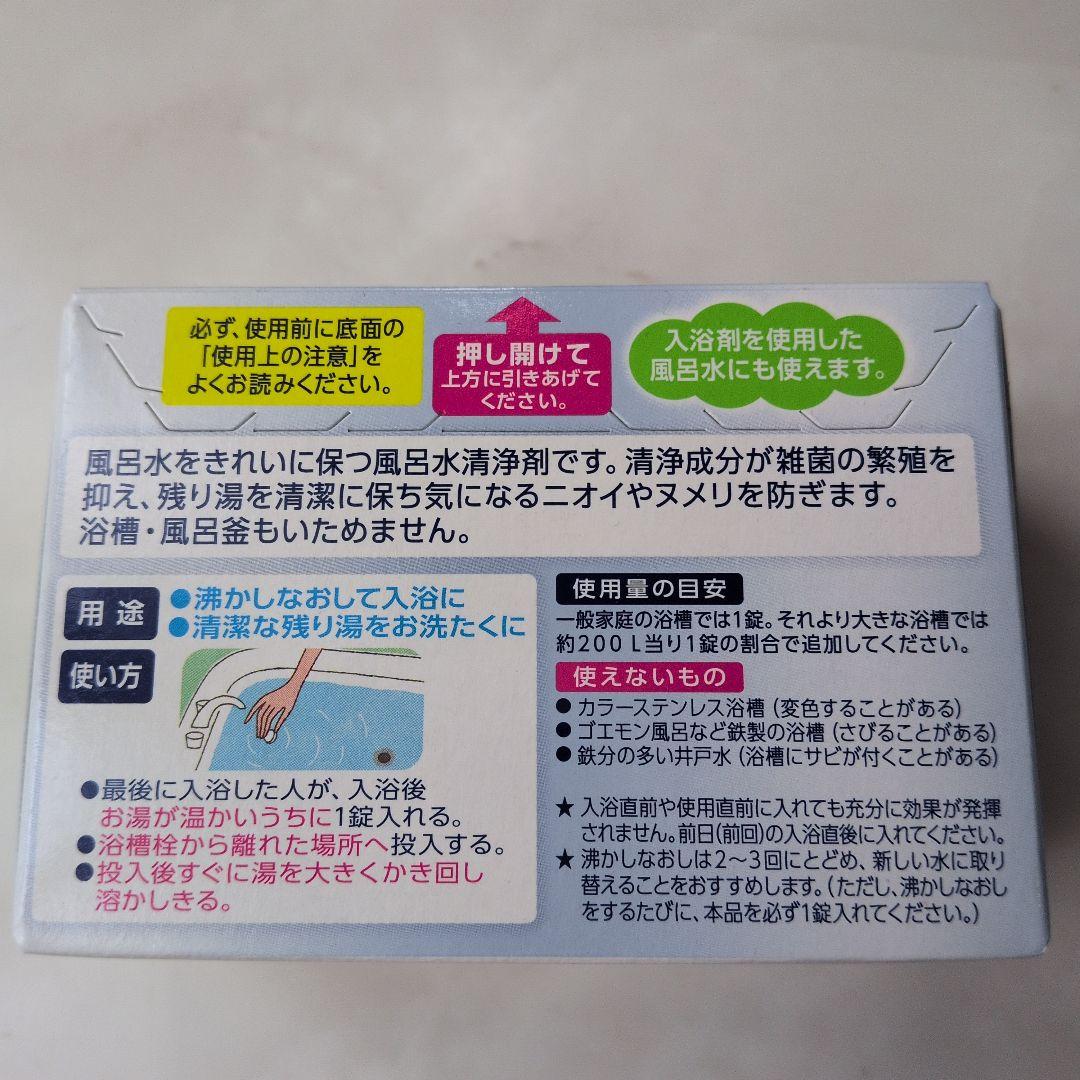 必ず、使用前に底面の
「使用上の注意」を
よくお読みください。
押し開けて
上方に引きあげて
ください。
入浴剤を使用した
風呂水にも使えます。
風呂水をきれいに保つ風呂水清浄剤です。清浄成分が雑菌の繁殖を
抑え、残り湯を清潔に保ち気になるニオイやヌメリを防ぎます。
浴槽・風呂釜もいためません。
用途
●沸かしなおして入浴に
●清潔な残り湯をお洗たくに
使い方
●最後に入浴した人が、入浴後
お湯が温かいうちに1錠入れる。
●浴槽栓から離れた場所へ投入する。
●投入後すぐに湯を大きくかき回し
溶かしきる。
使用量の目安
一般家庭の浴槽では1錠。それより大きな浴槽では
約200L当り1錠の割合で追加してください。
使えないもの
●カラーステンレス浴槽(変色することがある)
●ゴエモン風呂など鉄製の浴槽(さびることがある)
●鉄分の多い井戸水(浴槽にサビが付くことがある)
★入浴直前や使用直前に入れても充分に効果が発揮
されません。前日(前回)の入浴直後に入れてください。
★沸かしなおしは2〜3回にとどめ、新しい水に取り
替えることをおすすめします。(ただし、沸かしなおし
をするたびに、本品を必ず1錠入れてください。)